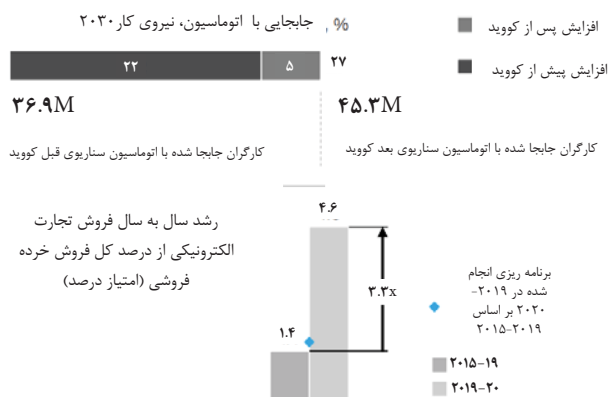 جابجایی با اتوماسیون، نیروی کار۲۰۳۰ , %
افزایش پس از کووید
افزایش پیش از کووید
۲۲
۵
۲۷
۳۶.۹M
۴۵.۳M
کارگران جابجا شده با اتوماسیون سناریوی قبل کووید
کارگران جابجا شده با اتوماسیون سناریوی بعد کووید
رشد سال به سال فروش تجارت
الکترونیکی از درصد کل فروش خرده
فروشی (امتیاز درصد)
۴.۶
۳.۳x
۱.۴
برنامه ریزی انجام
شده در ۲۰۱۹-
۲۰۲۰ بر اساس
۲۰۱۵-۲۰۱۹
۲۰۱۵-۱۹
۲۰۱۹-۲۰